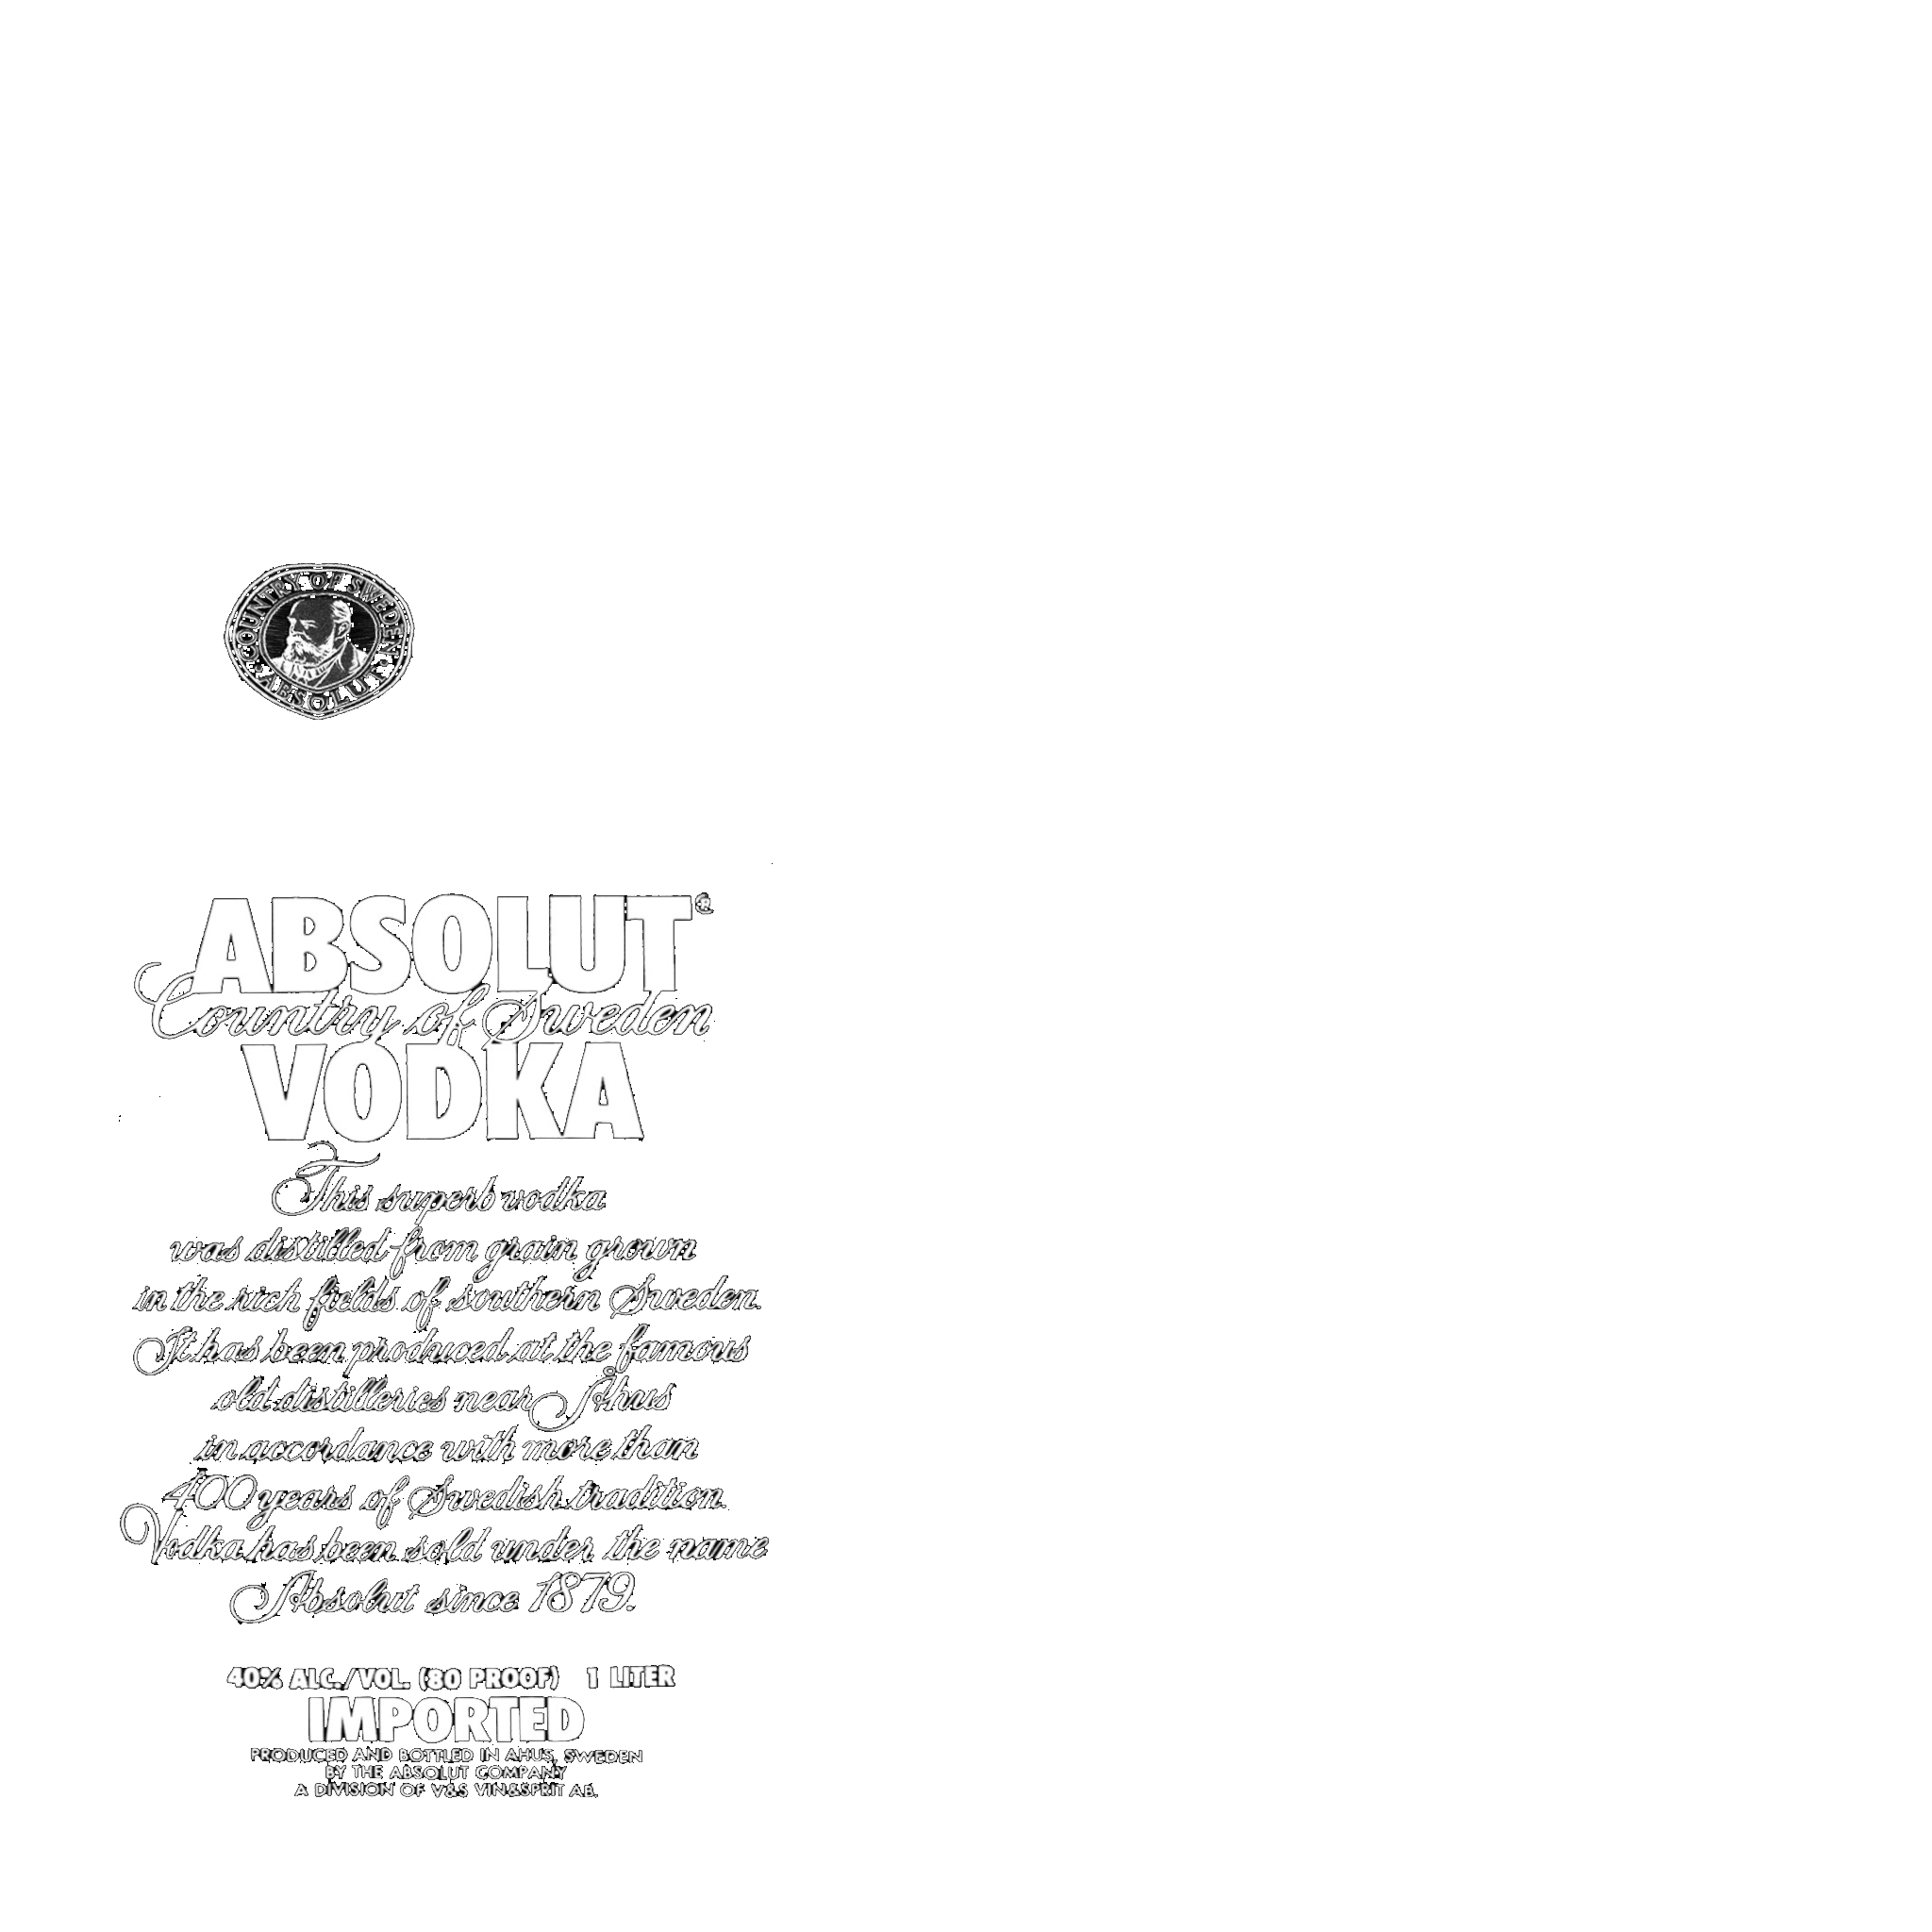 COUNTRY OF SWEDEN
ABSOLUT
ABSOLUT®
Country of Sweden
VODKA
This superb vodka
was distilled from grain grown
in the rich fields of southern Sweden.
It has been produced at the famous
old distilleries near Åhus
in accordance with more than
400 years of Swedish tradition.
Vodka has been sold under the name
Absolut since 1879.
40% ALC./VOL. (80 PROOF) 1 LITER
IMPORTED
PRODUCED AND BOTTLED IN AHUS, SWEDEN
BY THE ABSOLUT COMPANY
A DIVISION OF V&S VIN&SPRIT AB.